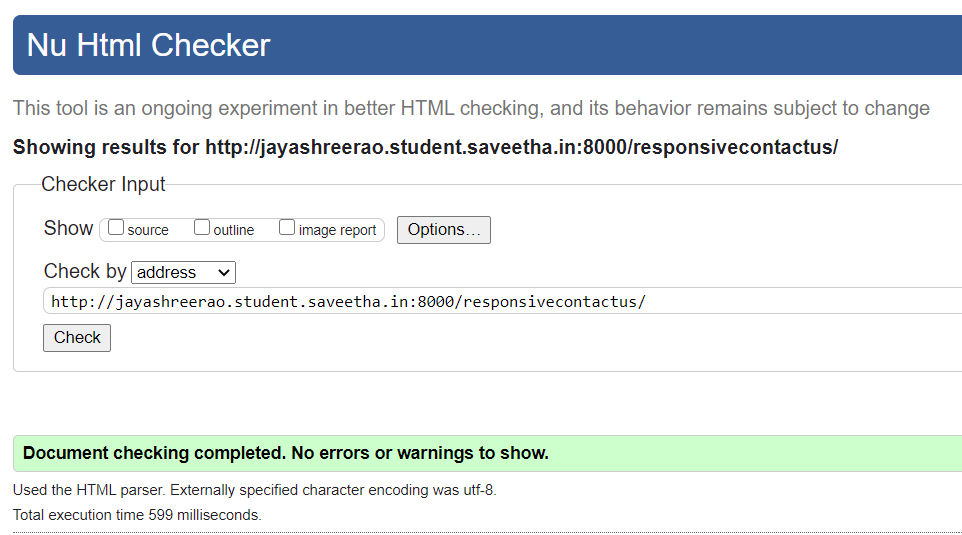 Nu Html Checker
This tool is an ongoing experiment in better HTML checking, and its behavior remains subject to change
Showing results for http://jayashreerao.student.saveetha.in:8000/responsivecontactus/
Checker Input
Show source outline image report Options...
Check by address
http://jayashreerao.student.saveetha.in:8000/responsivecontactus/
Check
Document checking completed. No errors or warnings to show.
Used the HTML parser. Externally specified character encoding was utf-8.
Total execution time 599 milliseconds.